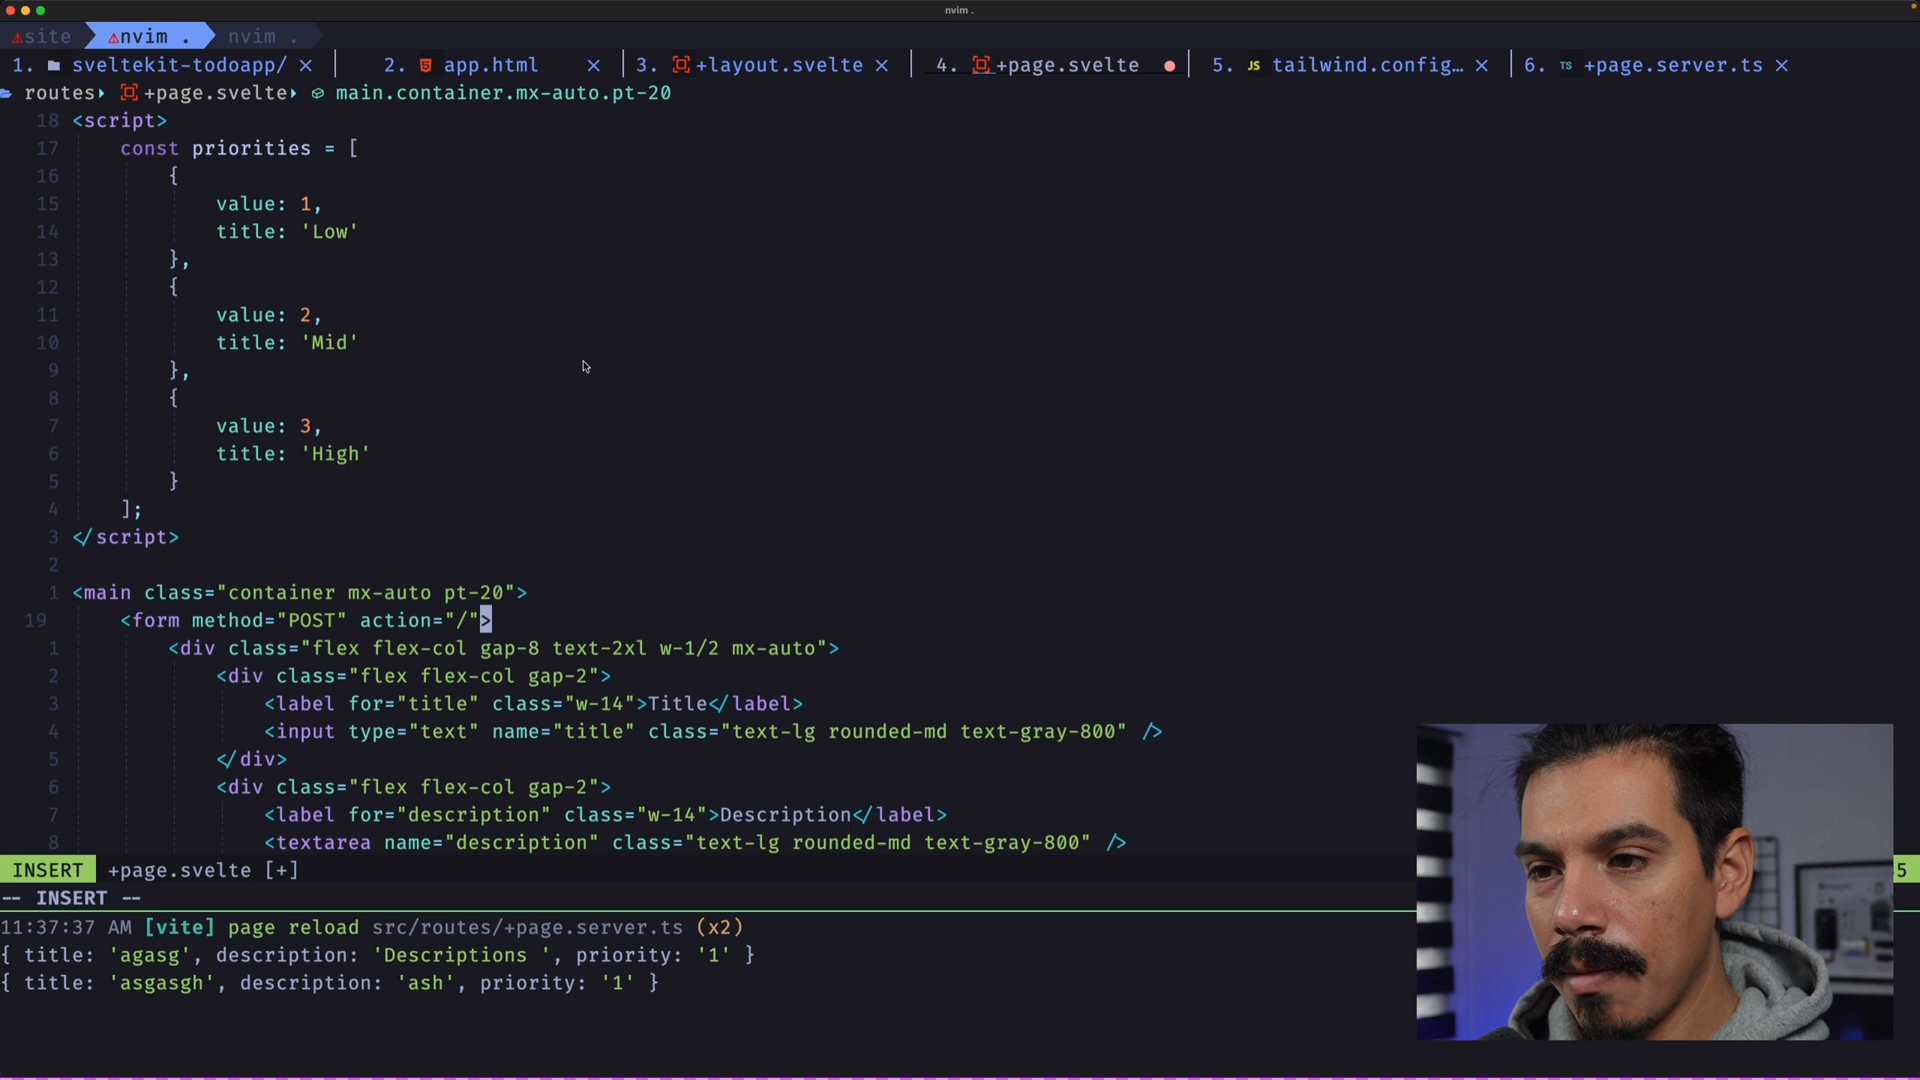 nvim .
site nvim . nvim .
1. sveltekit-todoapp/ × 2. app.html × 3. +layout.svelte × 4. +page.svelte ● 5. JS tailwind.config… × 6. TS +page.server.ts ×
routes +page.svelte main.container.mx-auto.pt-20
18 <script>
17 const priorities = [
16 {
15 value: 1,
14 title: 'Low'
13 },
12 {
11 value: 2,
10 title: 'Mid'
9 },
8 {
7 value: 3,
6 title: 'High'
5 }
4 ];
3 </script>
2
1 <main class="container mx-auto pt-20">
19 <form method="POST" action="/">
1 <div class="flex flex-col gap-8 text-2xl w-1/2 mx-auto">
2 <div class="flex flex-col gap-2">
3 <label for="title" class="w-14">Title</label>
4 <input type="text" name="title" class="text-lg rounded-md text-gray-800" />
5 </div>
6 <div class="flex flex-col gap-2">
7 <label for="description" class="w-14">Description</label>
8 <textarea name="description" class="text-lg rounded-md text-gray-800" />
INSERT +page.svelte [+] 5
-- INSERT --
11:37:37 AM [vite] page reload src/routes/+page.server.ts (x2)
{ title: 'agasg', description: 'Descriptions ', priority: '1' }
{ title: 'asgasgh', description: 'ash', priority: '1' }